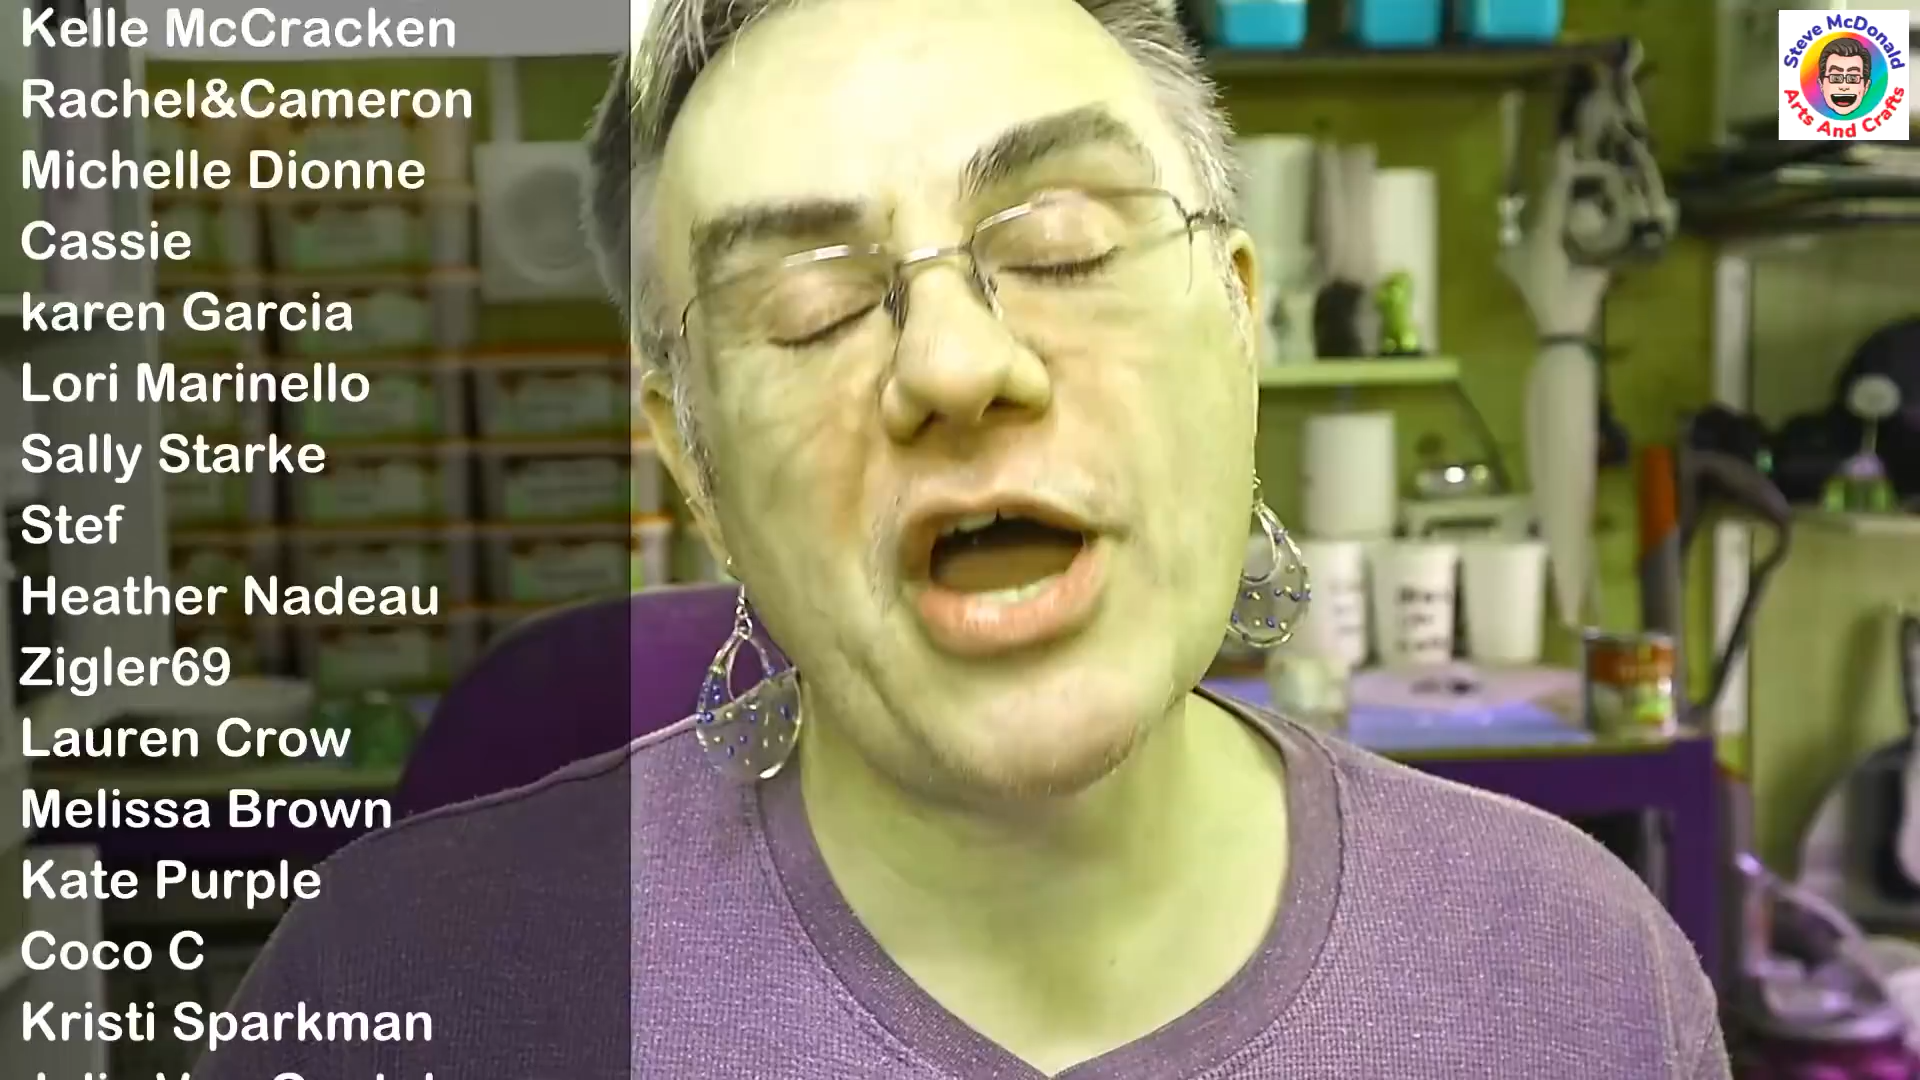 Kelle McCracken
Rachel&Cameron
Michelle Dionne
Cassie
karen Garcia
Lori Marinello
Sally Starke
Stef
Heather Nadeau
Zigler69
Lauren Crow
Melissa Brown
Kate Purple
Coco C
Kristi Sparkman
Steve McDonald
Arts And Crafts